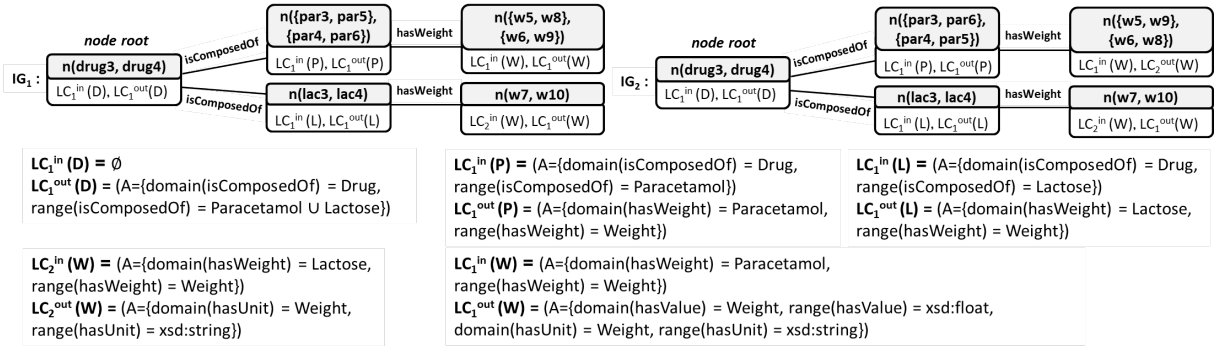 IG1 :
node root
n(drug3, drug4)
LC1in (D), LC1out(D)
isComposedOf
isComposedOf
n({par3, par5},
{par4, par6})
LC1in (P), LC1out(P)
hasWeight
n({w5, w8},
{w6, w9})
LC1in (W), LC1out(W)
n(lac3, lac4)
LC1in (L), LC1out(L)
hasWeight
n(w7, w10)
LC2in (W), LC1out(W)
IG2 :
node root
n(drug3, drug4)
LC1in (D), LC1out(D)
isComposedOf
isComposedOf
n({par3, par6},
{par4, par5})
LC1in (P), LC1out(P)
hasWeight
n({w5, w9},
{w6, w8})
LC1in (W), LC2out(W)
n(lac3, lac4)
LC1in (L), LC1out(L)
hasWeight
n(w7, w10)
LC2in (W), LC1out(W)
LC1in (D) = ∅
LC1out (D) = (A={domain(isComposedOf) = Drug,
range(isComposedOf) = Paracetamol ∪ Lactose})
LC1in (P) = (A={domain(isComposedOf) = Drug,
range(isComposedOf) = Paracetamol})
LC1out (P) = (A={domain(hasWeight) = Paracetamol,
range(hasWeight) = Weight})
LC1in (L) = (A={domain(isComposedOf) = Drug,
range(isComposedOf) = Lactose})
LC1out (L) = (A={domain(hasWeight) = Lactose,
range(hasWeight) = Weight})
LC2in (W) = (A={domain(hasWeight) = Lactose,
range(hasWeight) = Weight})
LC2out (W) = (A={domain(hasUnit) = Weight,
range(hasUnit) = xsd:string})
LC1in (W) = (A={domain(hasWeight) = Paracetamol,
range(hasWeight) = Weight})
LC1out (W) = (A={domain(hasValue) = Weight, range(hasValue) = xsd:float,
domain(hasUnit) = Weight, range(hasUnit) = xsd:string})